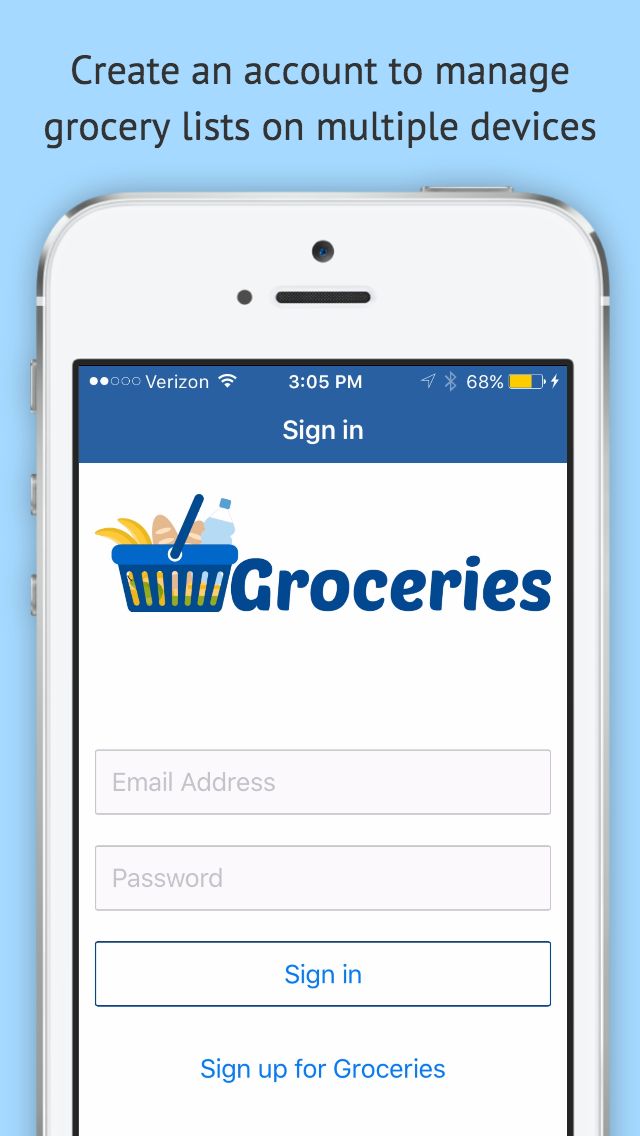 Create an account to manage
grocery lists on multiple devices
Verizon 3:05 PM 68%
Sign in
Groceries
Email Address
Password
Sign in
Sign up for Groceries